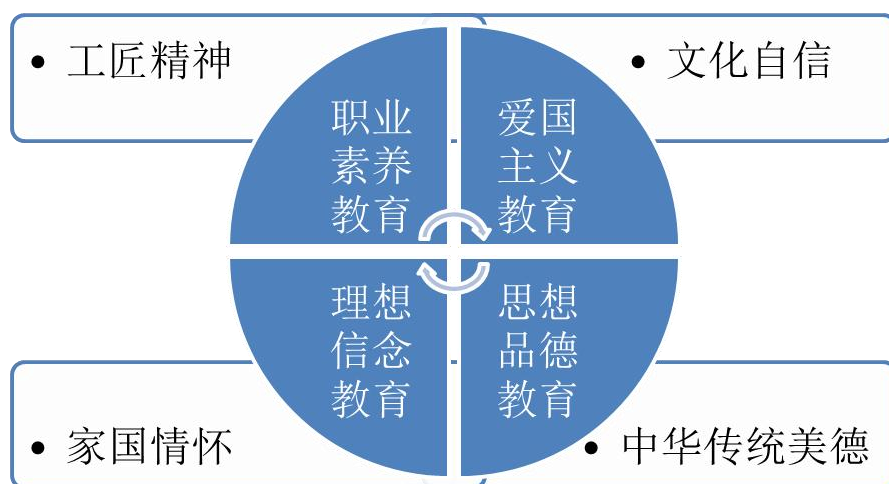 • 工匠精神
• 文化自信
职业
素养
教育
爱国
主义
教育
理想
信念
教育
思想
品德
教育
• 家国情怀
• 中华传统美德